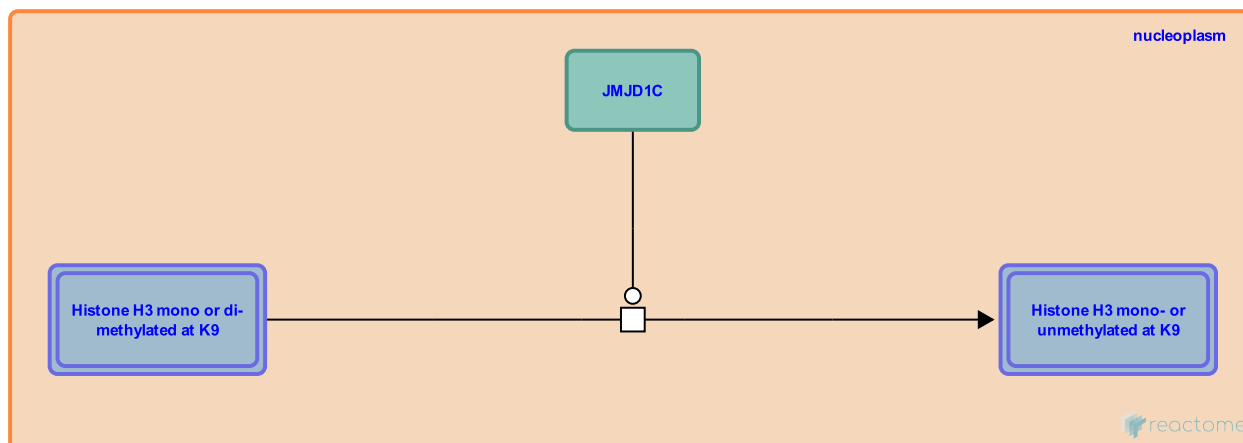 nucleoplasm
JMJD1C
Histone H3 mono or di-
methylated at K9
Histone H3 mono- or
unmethylated at K9
reactome